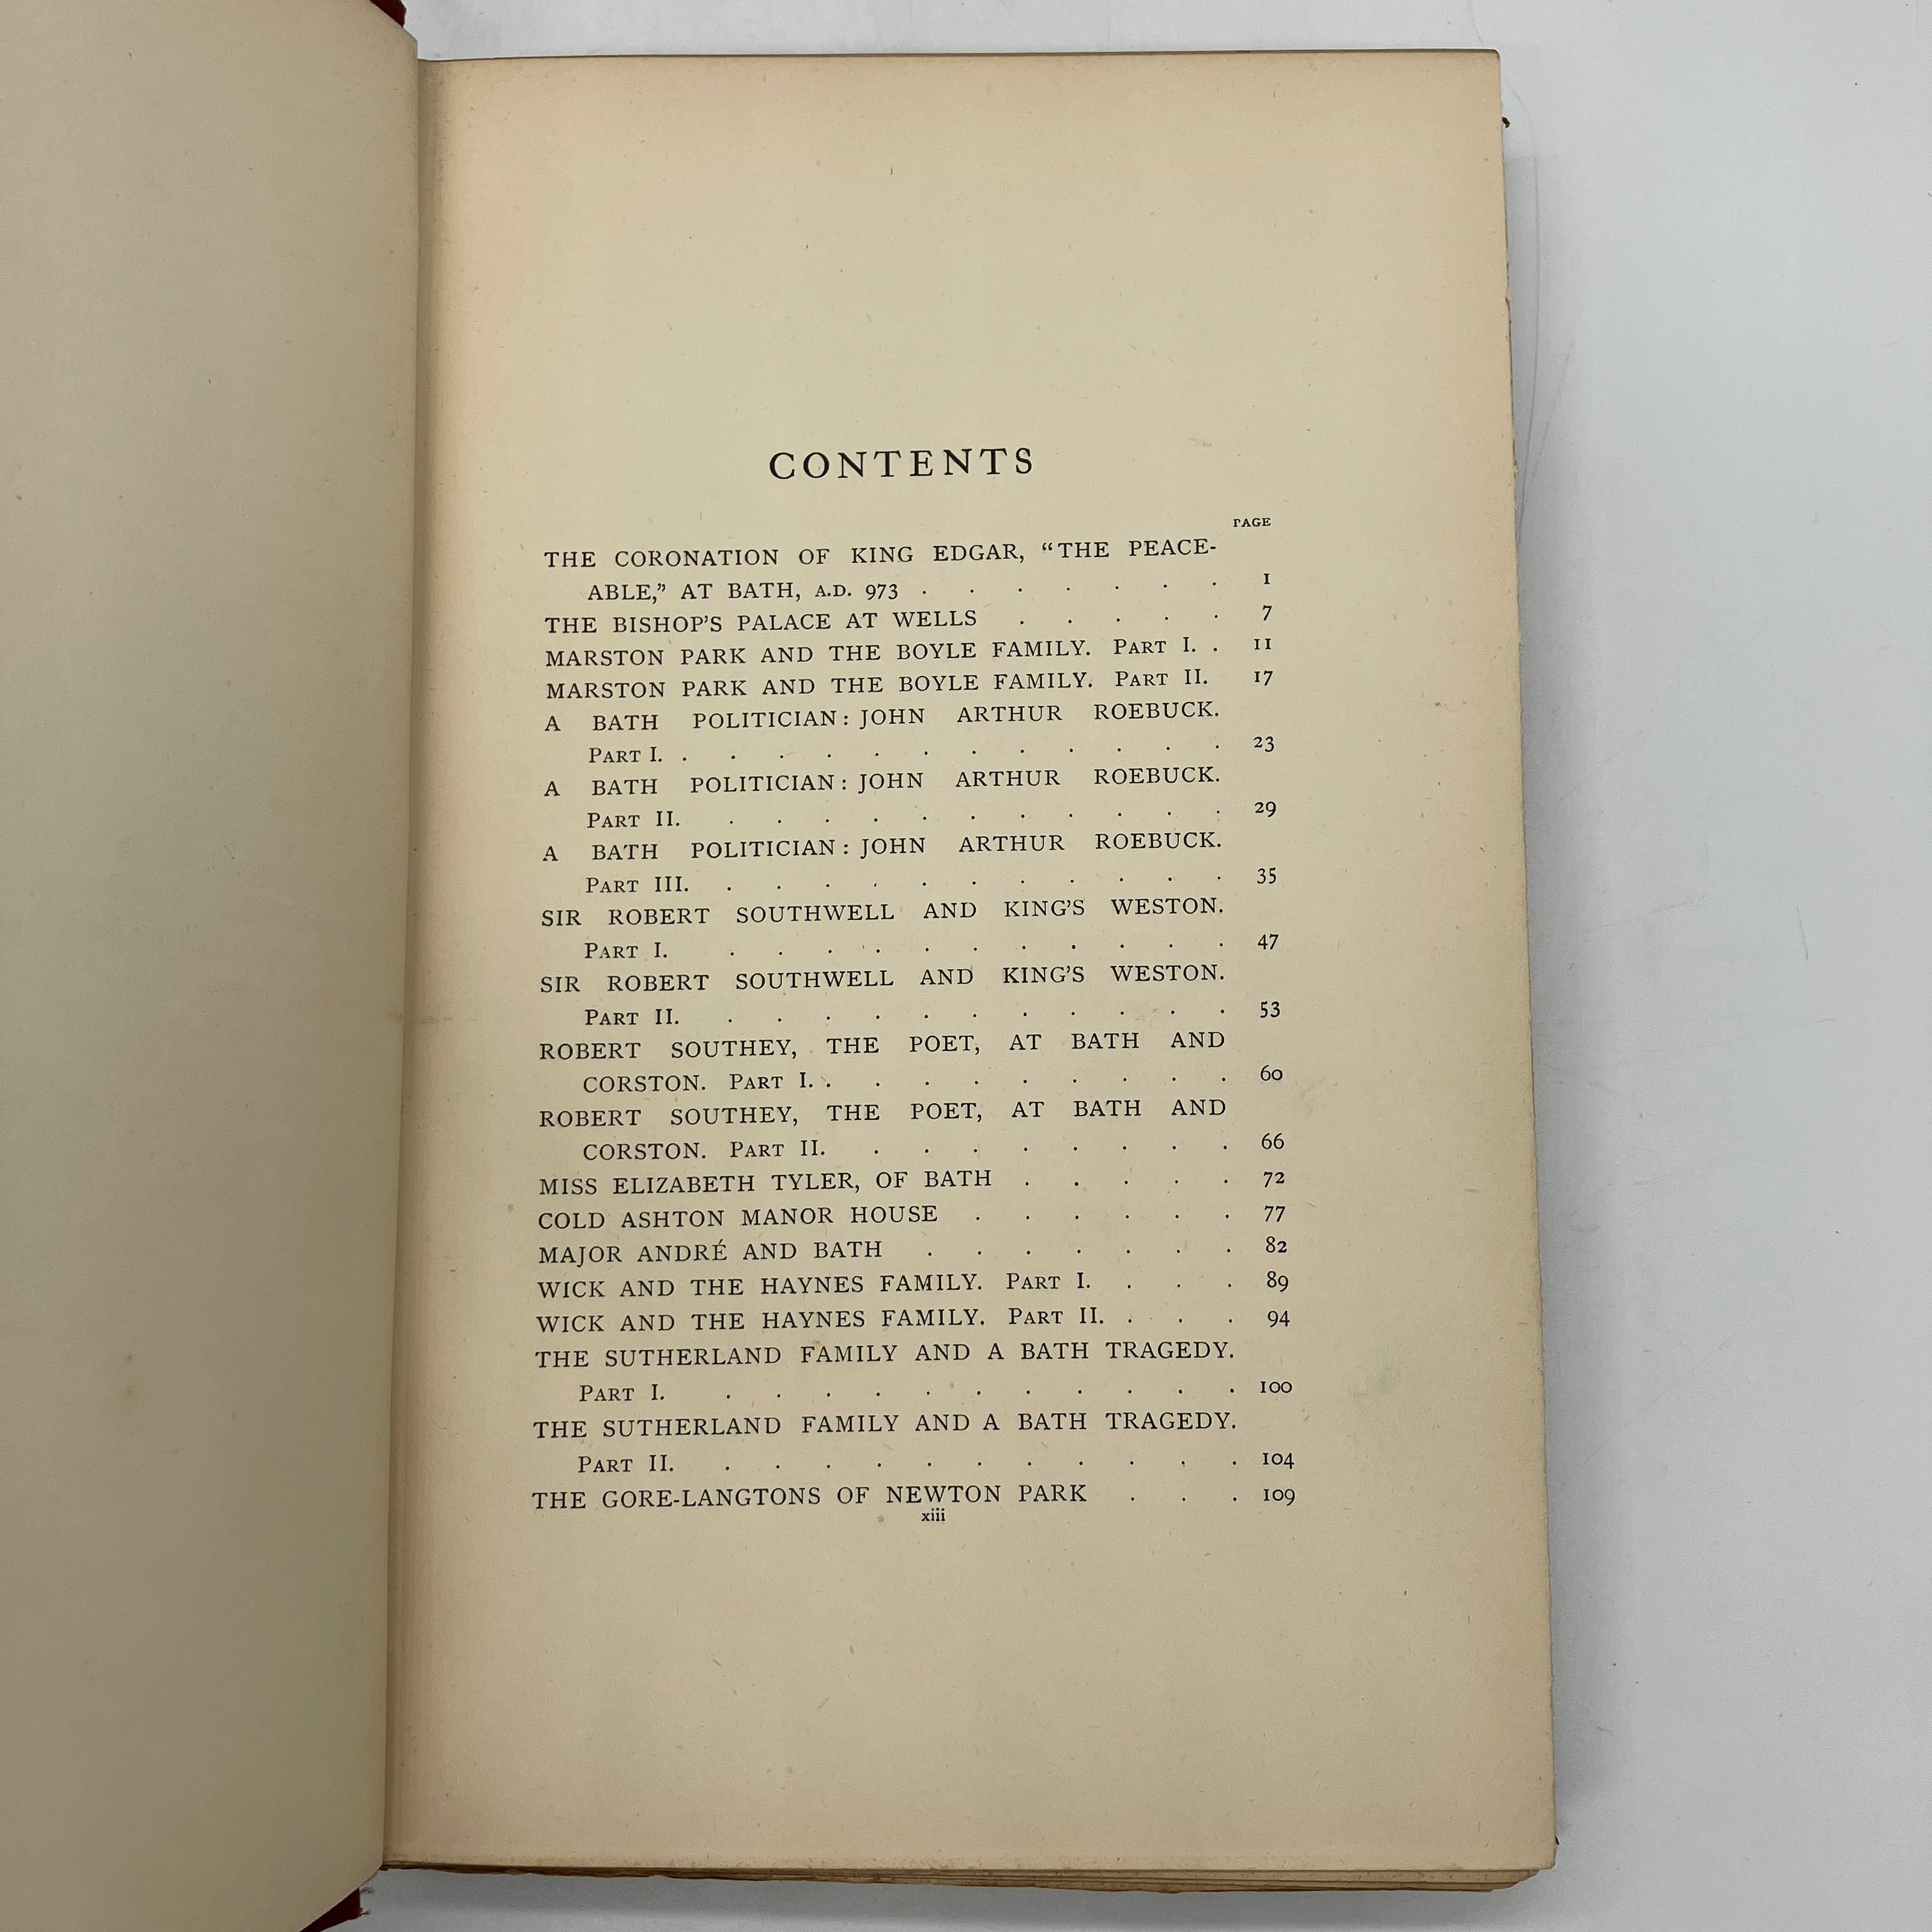 CONTENTS
PAGE
THE CORONATION OF KING EDGAR, “THE PEACE-
ABLE,” AT BATH, A.D. 973 . . . . . . . 1
THE BISHOP’S PALACE AT WELLS . . . . . 7
MARSTON PARK AND THE BOYLE FAMILY. PART I. . 11
MARSTON PARK AND THE BOYLE FAMILY. PART II. 17
A BATH POLITICIAN: JOHN ARTHUR ROEBUCK.
PART I. . . . . . . . . . . . . 23
A BATH POLITICIAN: JOHN ARTHUR ROEBUCK.
PART II. . . . . . . . . . . . 29
A BATH POLITICIAN: JOHN ARTHUR ROEBUCK.
PART III. . . . . . . . . . . . 35
SIR ROBERT SOUTHWELL AND KING’S WESTON.
PART I. . . . . . . . . . . . 47
SIR ROBERT SOUTHWELL AND KING’S WESTON.
PART II. . . . . . . . . . . . 53
ROBERT SOUTHEY, THE POET, AT BATH AND
CORSTON. PART I. . . . . . . . . . 60
ROBERT SOUTHEY, THE POET, AT BATH AND
CORSTON. PART II. . . . . . . . . 66
MISS ELIZABETH TYLER, OF BATH . . . . . 72
COLD ASHTON MANOR HOUSE . . . . . . 77
MAJOR ANDRÉ AND BATH . . . . . . . 82
WICK AND THE HAYNES FAMILY. PART I. . . . 89
WICK AND THE HAYNES FAMILY. PART II. . . . 94
THE SUTHERLAND FAMILY AND A BATH TRAGEDY.
PART I. . . . . . . . . . . . 100
THE SUTHERLAND FAMILY AND A BATH TRAGEDY.
PART II. . . . . . . . . . . . 104
THE GORE-LANGTONS OF NEWTON PARK . . . 109
xiii